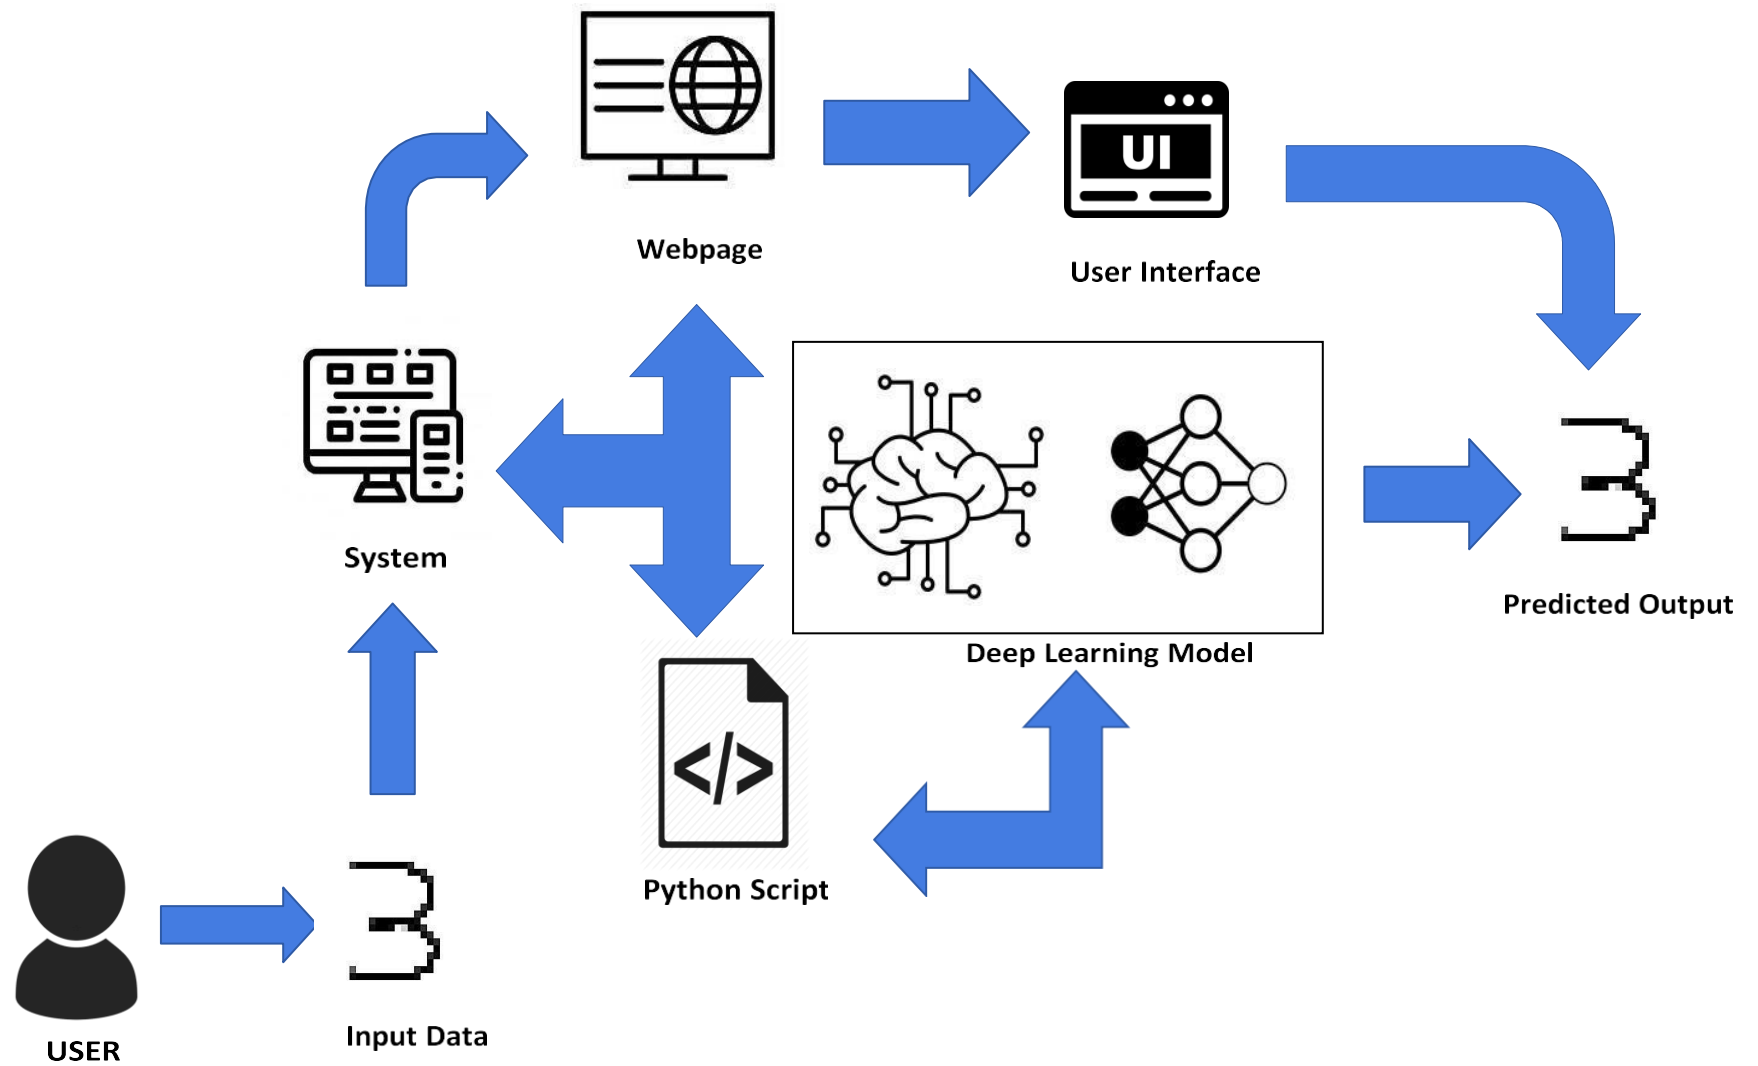 UI
Webpage
User Interface
System
Deep Learning Model
3
Predicted Output
</>
Python Script
3
Input Data
USER